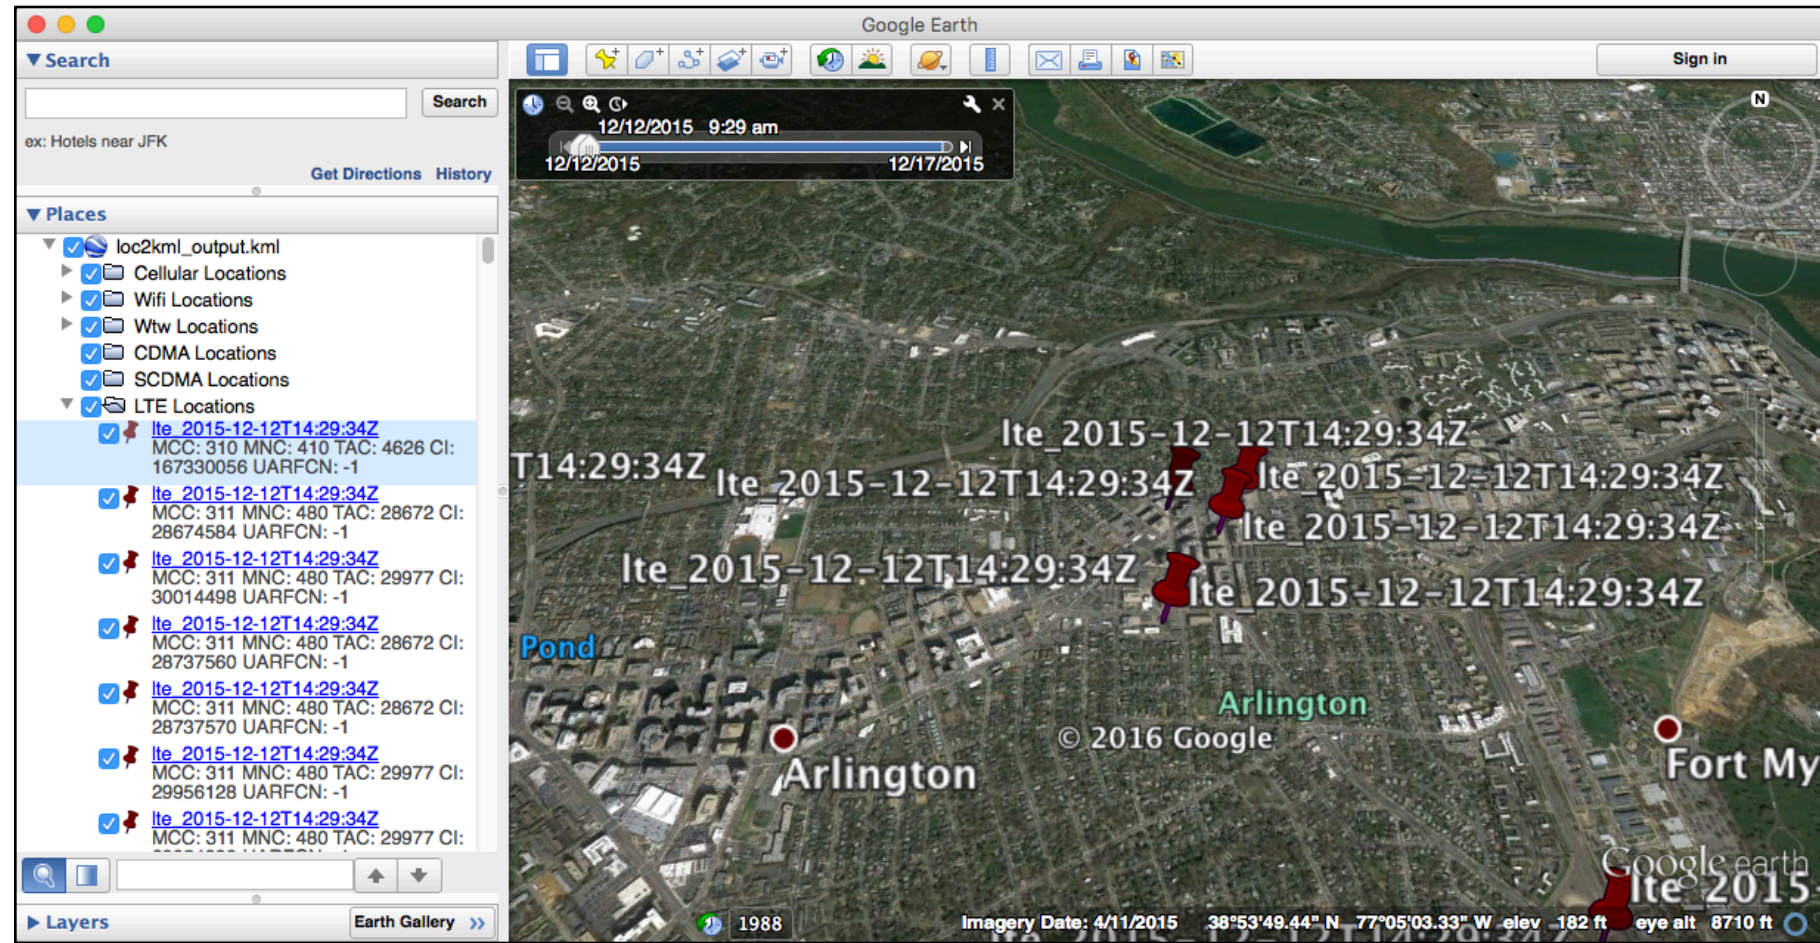 Google Earth
Search
Sign in
Search
ex: Hotels near JFK
Get Directions History
Places
loc2kml_output.kml
Cellular Locations
Wifi Locations
Wtw Locations
CDMA Locations
SCDMA Locations
LTE Locations
lte_2015-12-12T14:29:34Z
MCC: 310 MNC: 410 TAC: 4626 CI:
167330056 UARFCN: -1
lte_2015-12-12T14:29:34Z
MCC: 311 MNC: 480 TAC: 28672 CI:
28674584 UARFCN: -1
lte_2015-12-12T14:29:34Z
MCC: 311 MNC: 480 TAC: 29977 CI:
30014498 UARFCN: -1
lte_2015-12-12T14:29:34Z
MCC: 311 MNC: 480 TAC: 28672 CI:
28737560 UARFCN: -1
lte_2015-12-12T14:29:34Z
MCC: 311 MNC: 480 TAC: 28672 CI:
28737570 UARFCN: -1
lte_2015-12-12T14:29:34Z
MCC: 311 MNC: 480 TAC: 29977 CI:
29956128 UARFCN: -1
lte_2015-12-12T14:29:34Z
MCC: 311 MNC: 480 TAC: 29977 CI:
Layers
Earth Gallery >>
12/12/2015 9:29 am
12/12/2015 12/17/2015
N
lte_2015-12-12T14:29:34Z
T14:29:34Z
lte_2015-12-12T14:29:34Z
lte_2015-12-12T14:29:34Z
lte_2015-12-12T14:29:34Z
lte_2015-12-12T14:29:34Z
lte_2015-12-12T14:29:34Z
Pond
Arlington
© 2016 Google
Arlington
Fort My
Google earth
lte_2015-
1988
Imagery Date: 4/11/2015 38°53'49.44" N 77°05'03.33" W elev 182 ft eye alt 8710 ft